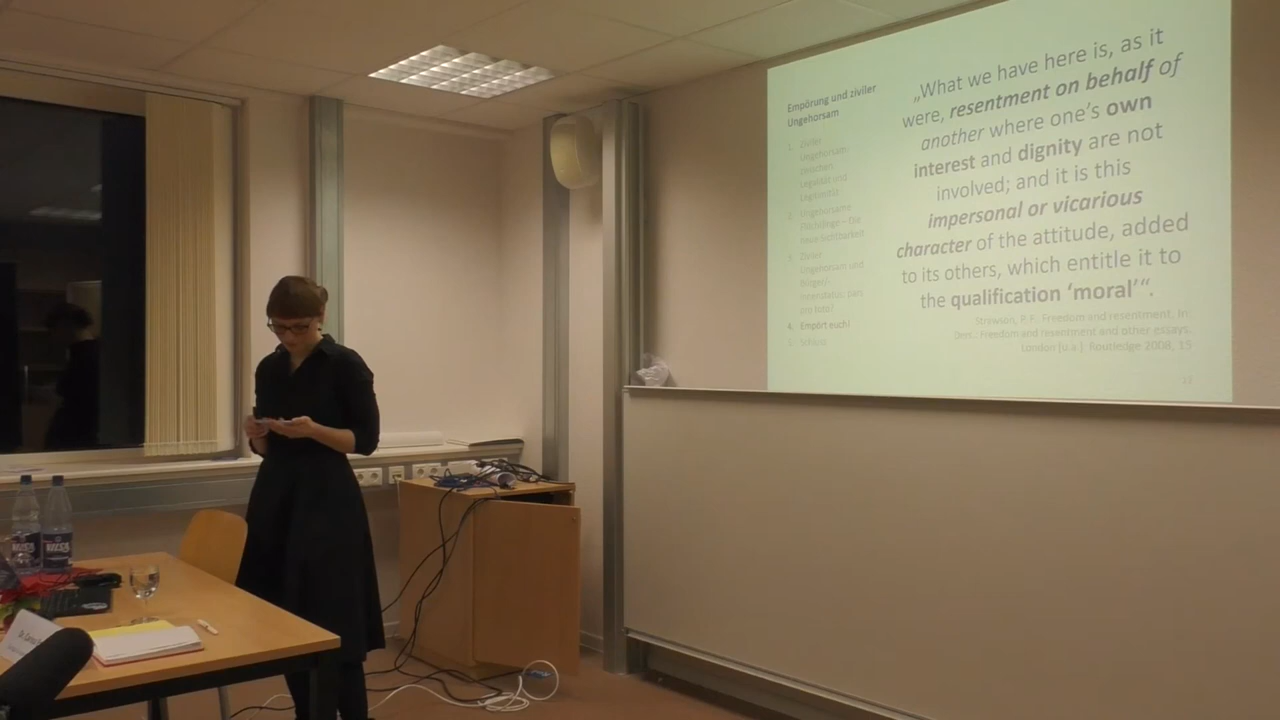 Empörung und ziviler
Ungehorsam
1. Ziviler
Ungehorsam:
zwischen
Legalität und
Legitimität
2. Ungehorsame
Flüchtlinge – Die
neue Sichtbarkeit
3. Ziviler
Ungehorsam und
Bürger/-
innenstatus: pars
pro toto?
4. Empört euch!
5. Schluss
„What we have here is, as it
were, resentment on behalf of
another where one’s own
interest and dignity are not
involved; and it is this
impersonal or vicarious
character of the attitude, added
to its others, which entitle it to
the qualification ‘moral’“.
Strawson, P.F. Freedom and resentment. In:
Ders.: Freedom and resentment and other essays.
London [u.a.]: Routledge 2008, 15